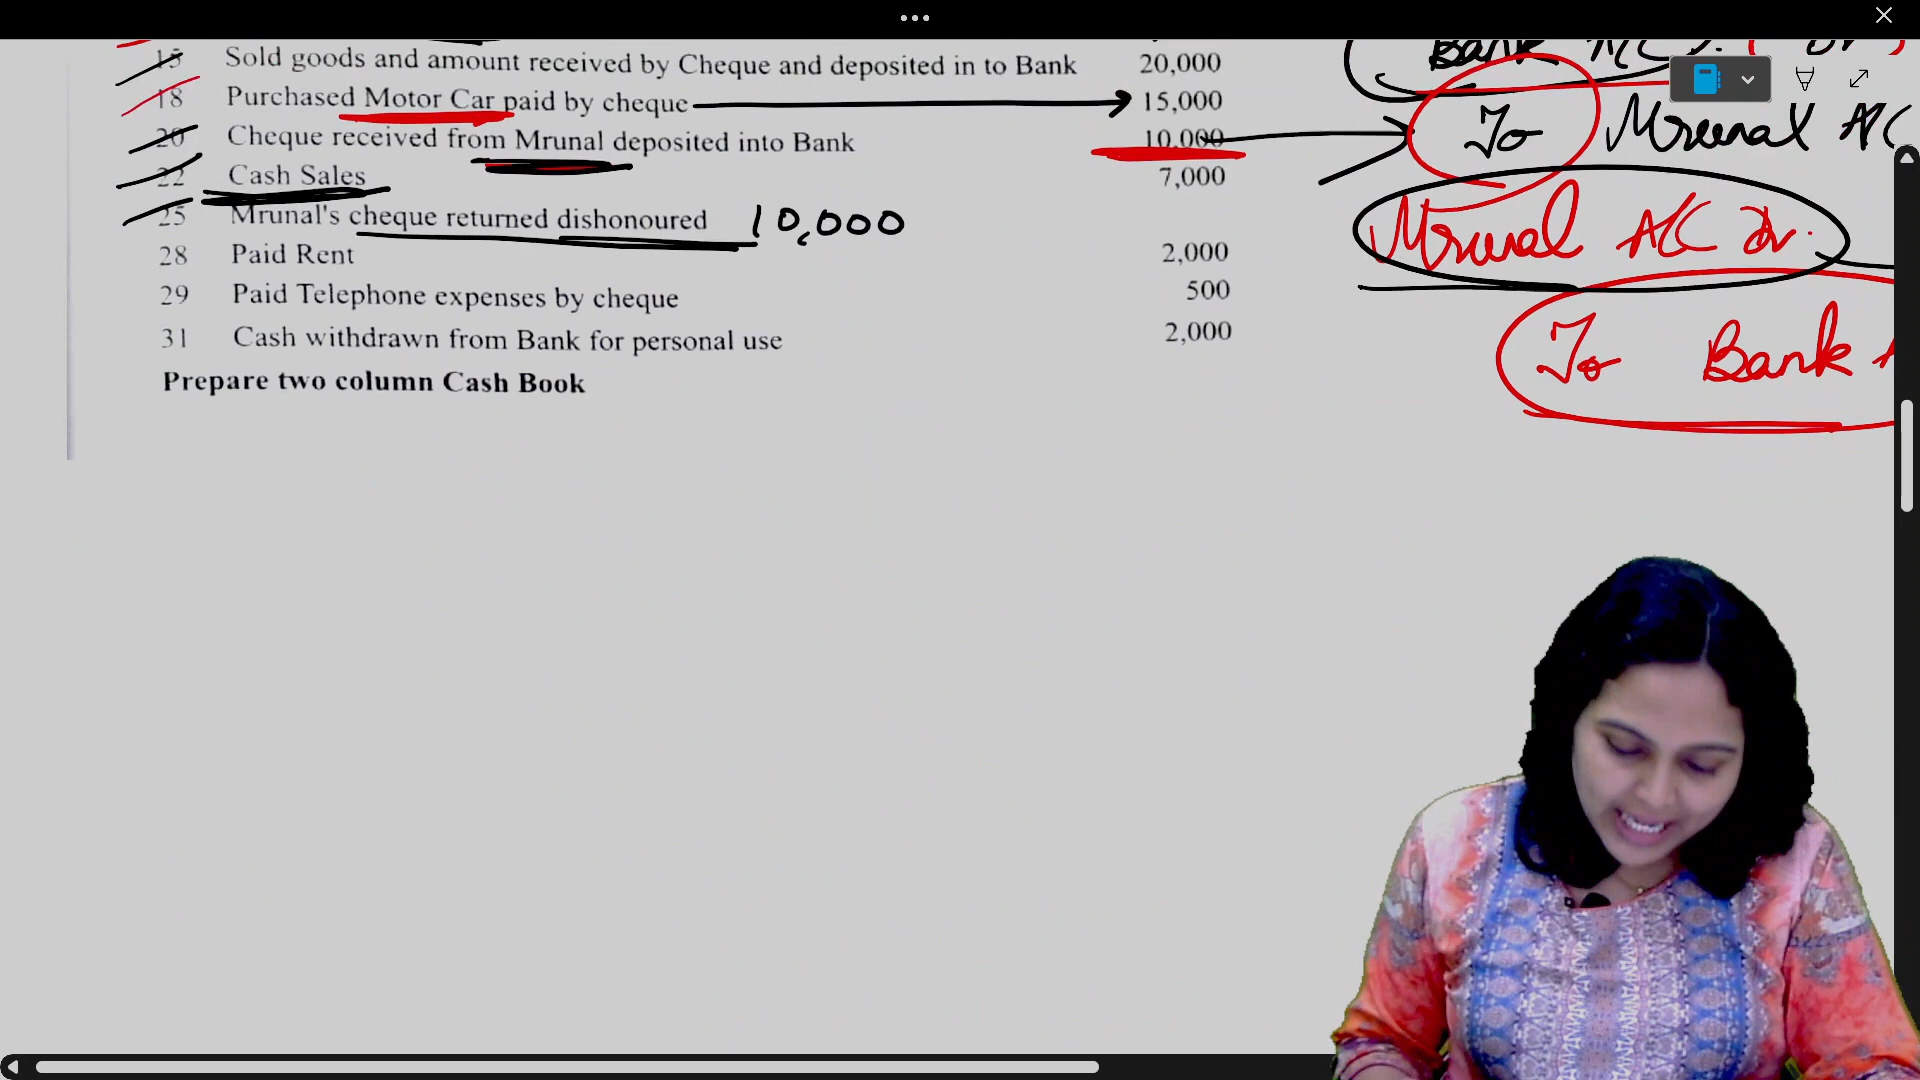 15 Sold goods and amount received by Cheque and deposited in to Bank 20,000
18 Purchased Motor Car paid by cheque 15,000
20 Cheque received from Mrunal deposited into Bank 10,000
22 Cash Sales 7,000
25 Mrunal's cheque returned dishonoured 10,000
28 Paid Rent 2,000
29 Paid Telephone expenses by cheque 500
31 Cash withdrawn from Bank for personal use 2,000
Prepare two column Cash Book
Bank A/C Dr.
To Mrunal A/C
Mrunal A/C Dr.
To Bank